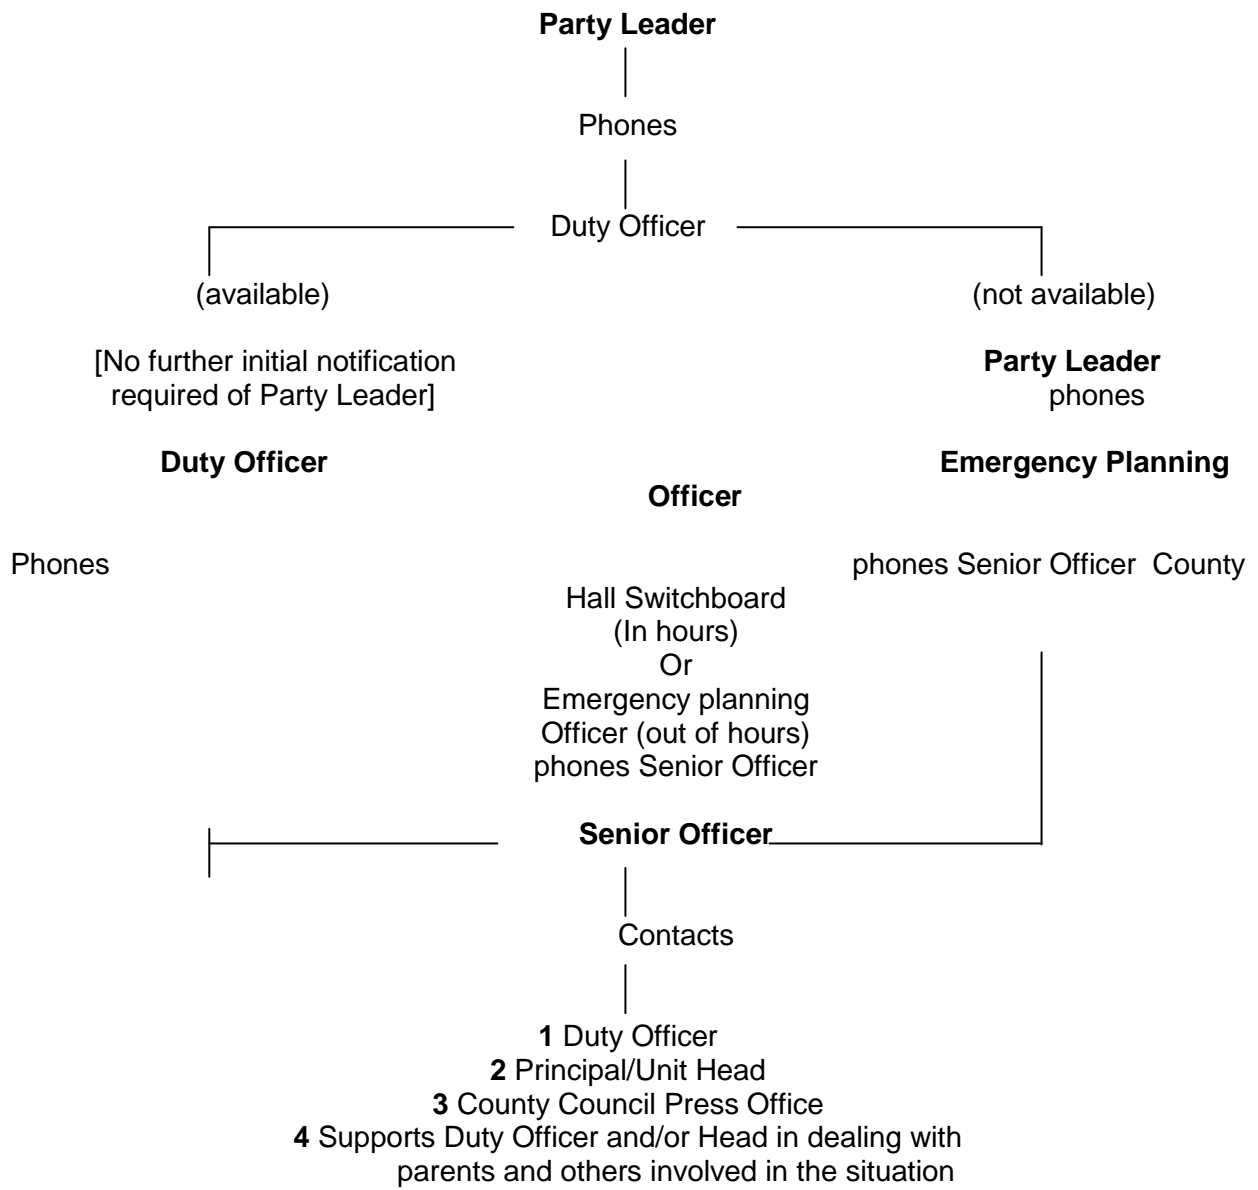 Party Leader
Phones
Duty Officer
(available) (not available)
[No further initial notification Party Leader
required of Party Leader] phones
Duty Officer Emergency Planning
Officer
Phones phones Senior Officer County
Hall Switchboard
(In hours)
Or
Emergency planning
Officer (out of hours)
phones Senior Officer
Senior Officer
Contacts
1 Duty Officer
2 Principal/Unit Head
3 County Council Press Office
4 Supports Duty Officer and/or Head in dealing with
parents and others involved in the situation